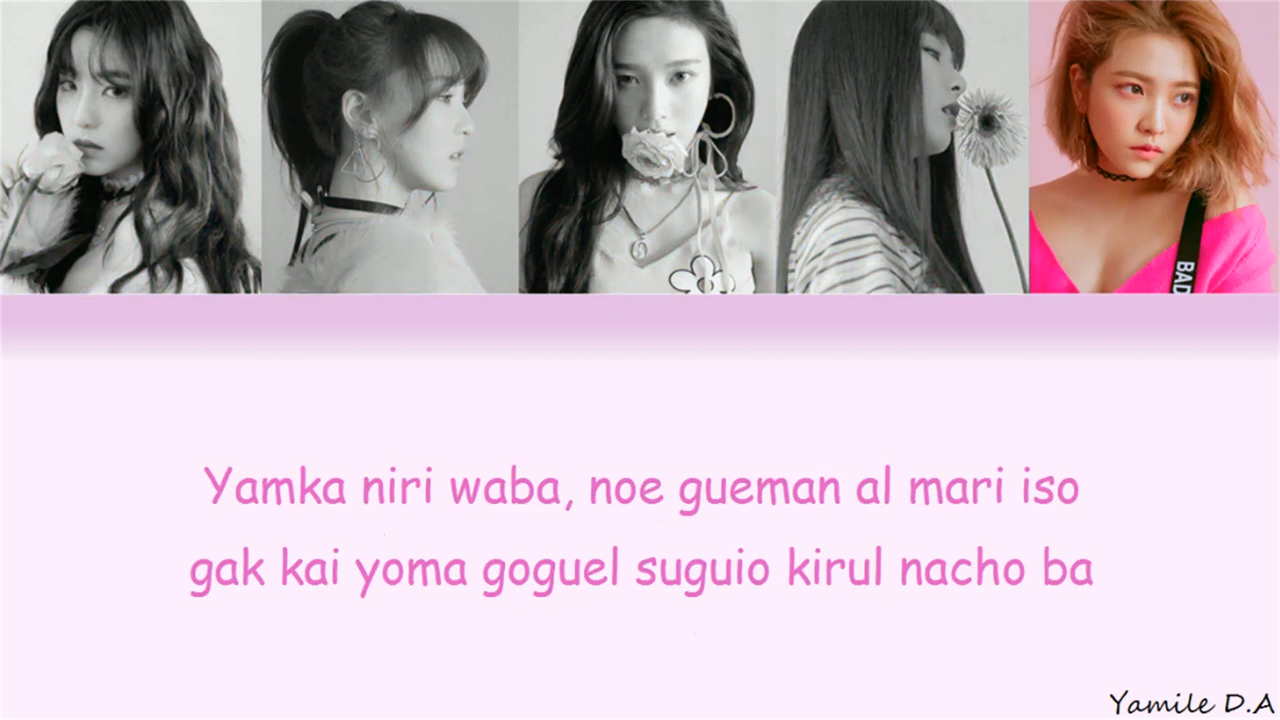 BAD
Yamka niri waba, noe gueman al mari iso
gak kai yoma goguel suguio kirul nacho ba
Yamile D.A